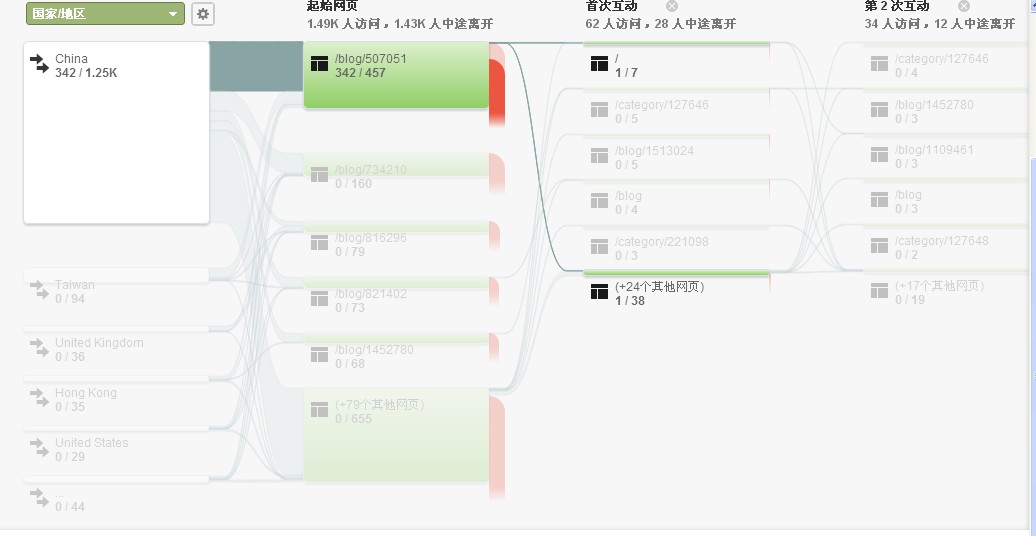 国家/地区
起始网页
1.49K 人访问，1.43K 人中途离开
首次互动
62 人访问，28 人中途离开
第 2 次互动
34 人访问，12 人中途离开
China
342 / 1.25K
Taiwan
0 / 94
United Kingdom
0 / 36
Hong Kong
0 / 35
United States
0 / 29
...
0 / 44
/blog/507051
342 / 457
/blog/734210
0 / 160
/blog/816296
0 / 79
/blog/821402
0 / 73
/blog/1452780
0 / 68
(+79个其他网页)
0 / 655
/
1 / 7
/category/127646
0 / 5
/blog/1513024
0 / 5
/blog
0 / 4
/category/221098
0 / 3
(+24个其他网页)
1 / 38
/category/127646
0 / 4
/blog/1452780
0 / 3
/blog/1109461
0 / 3
/blog
0 / 3
/category/127648
0 / 2
(+17个其他网页)
0 / 19